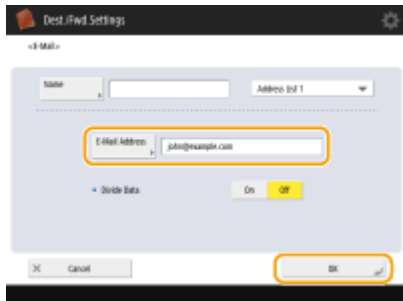 Dest./Fwd.Settings
<E-Mail>
Name
Address List 1
E-Mail Address
john@example.com
Divide Data
On
Off
Cancel
OK